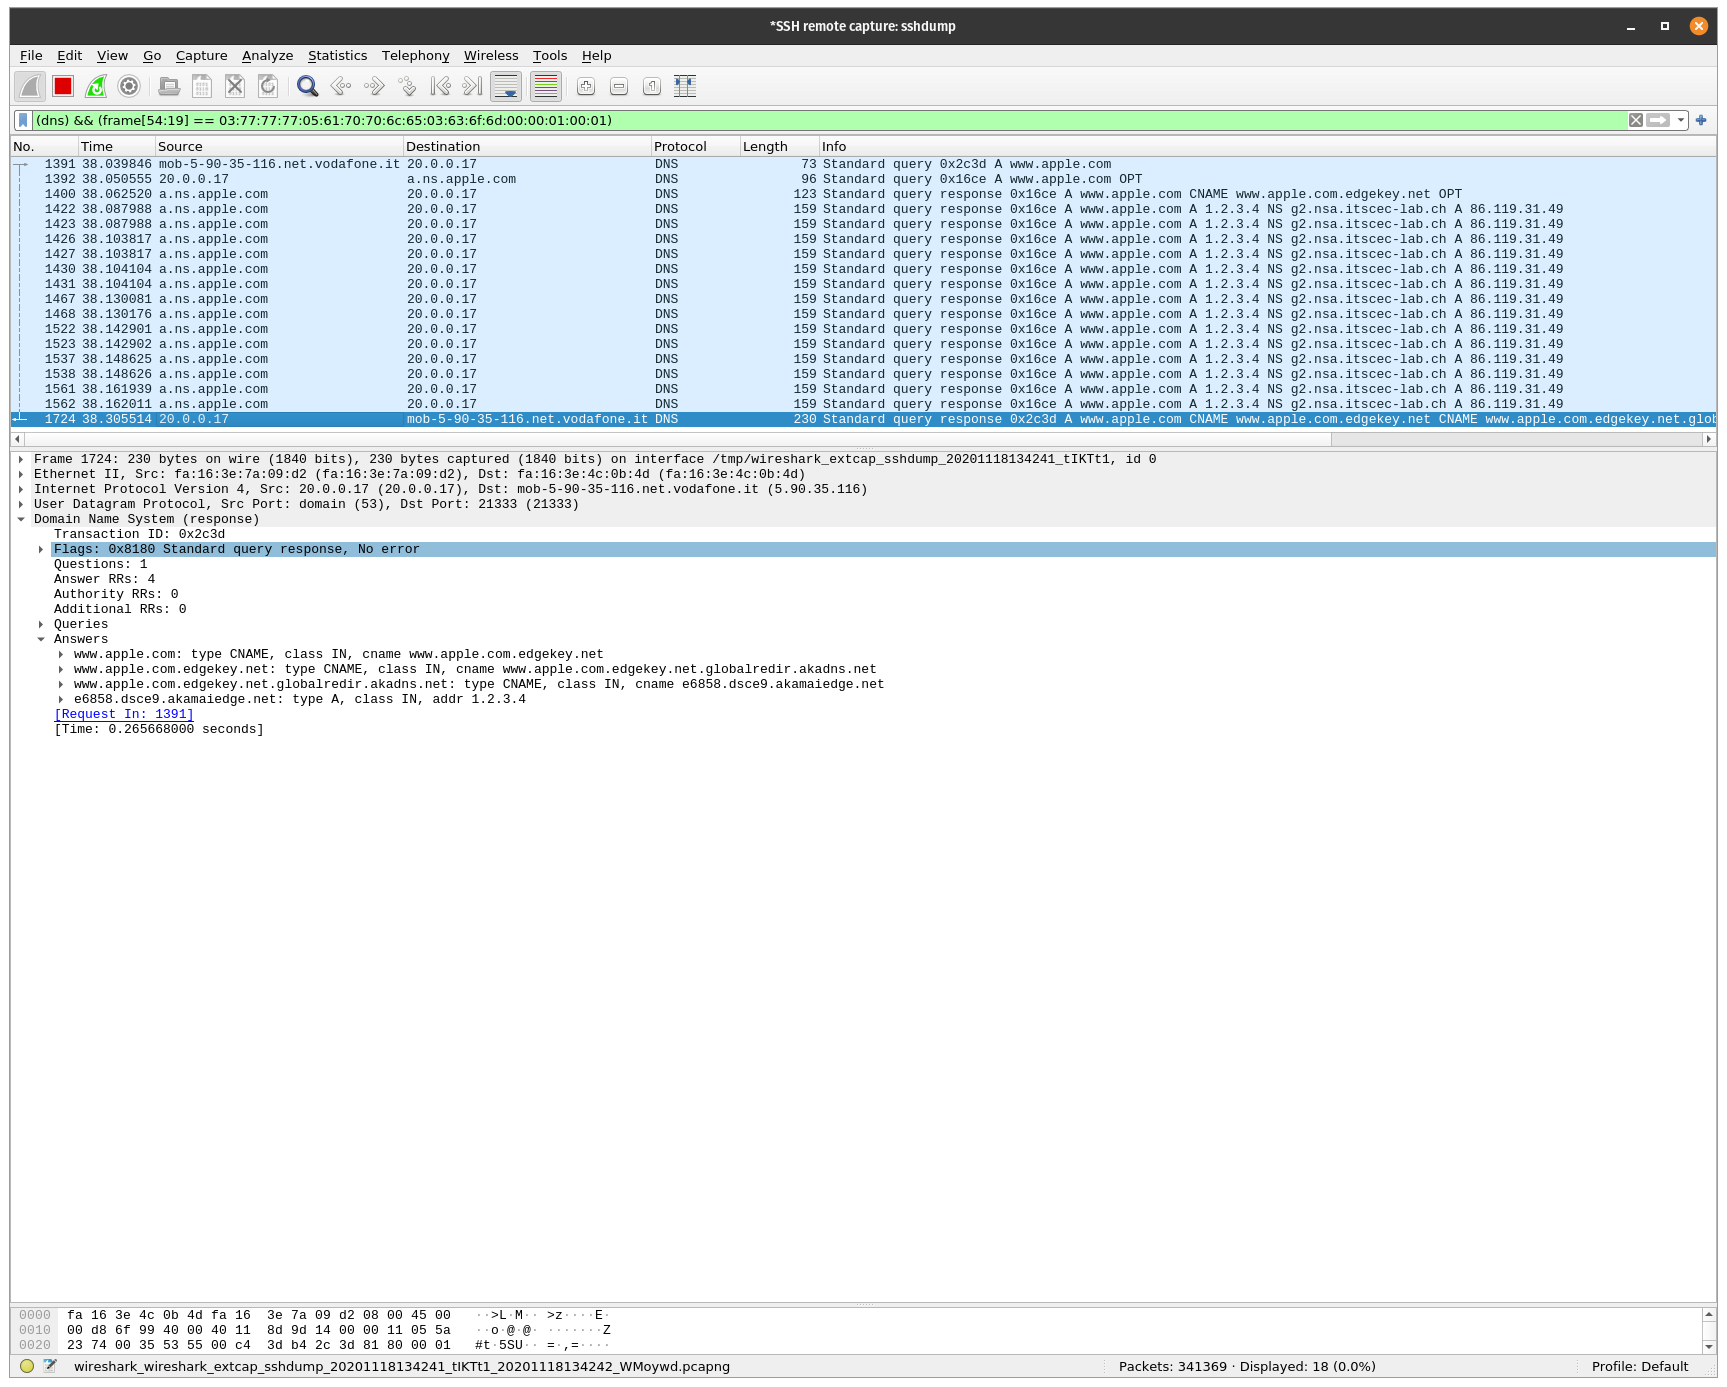 *SSH remote capture: sshdump
File Edit View Go Capture Analyze Statistics Telephony Wireless Tools Help
(dns) && (frame[54:19] == 03:77:77:77:05:61:70:70:6c:65:03:63:6f:6d:00:00:01:00:01)
No. Time Source Destination Protocol Length Info
1391 38.039846 mob-5-90-35-116.net.vodafone.it 20.0.0.17 DNS 73 Standard query 0x2c3d A www.apple.com
1392 38.050555 20.0.0.17 a.ns.apple.com DNS 96 Standard query 0x16ce A www.apple.com OPT
1400 38.062520 a.ns.apple.com 20.0.0.17 DNS 123 Standard query response 0x16ce A www.apple.com CNAME www.apple.com.edgekey.net OPT
1422 38.087988 a.ns.apple.com 20.0.0.17 DNS 159 Standard query response 0x16ce A www.apple.com A 1.2.3.4 NS g2.nsa.itscec-lab.ch A 86.119.31.49
1423 38.087988 a.ns.apple.com 20.0.0.17 DNS 159 Standard query response 0x16ce A www.apple.com A 1.2.3.4 NS g2.nsa.itscec-lab.ch A 86.119.31.49
1426 38.103817 a.ns.apple.com 20.0.0.17 DNS 159 Standard query response 0x16ce A www.apple.com A 1.2.3.4 NS g2.nsa.itscec-lab.ch A 86.119.31.49
1427 38.103817 a.ns.apple.com 20.0.0.17 DNS 159 Standard query response 0x16ce A www.apple.com A 1.2.3.4 NS g2.nsa.itscec-lab.ch A 86.119.31.49
1430 38.104104 a.ns.apple.com 20.0.0.17 DNS 159 Standard query response 0x16ce A www.apple.com A 1.2.3.4 NS g2.nsa.itscec-lab.ch A 86.119.31.49
1431 38.104104 a.ns.apple.com 20.0.0.17 DNS 159 Standard query response 0x16ce A www.apple.com A 1.2.3.4 NS g2.nsa.itscec-lab.ch A 86.119.31.49
1467 38.130081 a.ns.apple.com 20.0.0.17 DNS 159 Standard query response 0x16ce A www.apple.com A 1.2.3.4 NS g2.nsa.itscec-lab.ch A 86.119.31.49
1468 38.130176 a.ns.apple.com 20.0.0.17 DNS 159 Standard query response 0x16ce A www.apple.com A 1.2.3.4 NS g2.nsa.itscec-lab.ch A 86.119.31.49
1522 38.142901 a.ns.apple.com 20.0.0.17 DNS 159 Standard query response 0x16ce A www.apple.com A 1.2.3.4 NS g2.nsa.itscec-lab.ch A 86.119.31.49
1523 38.142902 a.ns.apple.com 20.0.0.17 DNS 159 Standard query response 0x16ce A www.apple.com A 1.2.3.4 NS g2.nsa.itscec-lab.ch A 86.119.31.49
1537 38.148625 a.ns.apple.com 20.0.0.17 DNS 159 Standard query response 0x16ce A www.apple.com A 1.2.3.4 NS g2.nsa.itscec-lab.ch A 86.119.31.49
1538 38.148626 a.ns.apple.com 20.0.0.17 DNS 159 Standard query response 0x16ce A www.apple.com A 1.2.3.4 NS g2.nsa.itscec-lab.ch A 86.119.31.49
1561 38.161939 a.ns.apple.com 20.0.0.17 DNS 159 Standard query response 0x16ce A www.apple.com A 1.2.3.4 NS g2.nsa.itscec-lab.ch A 86.119.31.49
1562 38.162011 a.ns.apple.com 20.0.0.17 DNS 159 Standard query response 0x16ce A www.apple.com A 1.2.3.4 NS g2.nsa.itscec-lab.ch A 86.119.31.49
1724 38.305514 20.0.0.17 mob-5-90-35-116.net.vodafone.it DNS 230 Standard query response 0x2c3d A www.apple.com CNAME www.apple.com.edgekey.net CNAME www.apple.com.edgekey.net.glob
Frame 1724: 230 bytes on wire (1840 bits), 230 bytes captured (1840 bits) on interface /tmp/wireshark_extcap_sshdump_20201118134241_tIKTt1, id 0
Ethernet II, Src: fa:16:3e:7a:09:d2 (fa:16:3e:7a:09:d2), Dst: fa:16:3e:4c:0b:4d (fa:16:3e:4c:0b:4d)
Internet Protocol Version 4, Src: 20.0.0.17 (20.0.0.17), Dst: mob-5-90-35-116.net.vodafone.it (5.90.35.116)
User Datagram Protocol, Src Port: domain (53), Dst Port: 21333 (21333)
Domain Name System (response)
Transaction ID: 0x2c3d
Flags: 0x8180 Standard query response, No error
Questions: 1
Answer RRs: 4
Authority RRs: 0
Additional RRs: 0
Queries
Answers
www.apple.com: type CNAME, class IN, cname www.apple.com.edgekey.net
www.apple.com.edgekey.net: type CNAME, class IN, cname www.apple.com.edgekey.net.globalredir.akadns.net
www.apple.com.edgekey.net.globalredir.akadns.net: type CNAME, class IN, cname e6858.dsce9.akamaiedge.net
e6858.dsce9.akamaiedge.net: type A, class IN, addr 1.2.3.4
[Request In: 1391]
[Time: 0.265668000 seconds]
0000 fa 16 3e 4c 0b 4d fa 16 3e 7a 09 d2 08 00 45 00 ··>L·M·· >z····E·
0010 00 d8 6f 99 40 00 40 11 8d 9d 14 00 00 11 05 5a ··o·@·@· ·······Z
0020 23 74 00 35 53 55 00 c4 3d b4 2c 3d 81 80 00 01 #t·5SU·· =·,=····
wireshark_wireshark_extcap_sshdump_20201118134241_tIKTt1_20201118134242_WMoywd.pcapng Packets: 341369 · Displayed: 18 (0.0%) Profile: Default